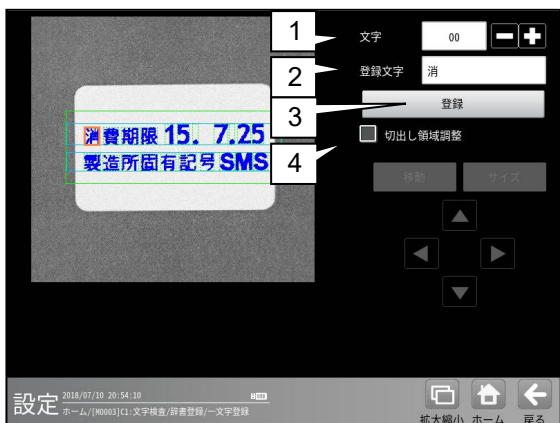 1
文字
00
2
登録文字
消
3
登録
4
切出し領域調整
移動
サイズ
消費期限 15. 7.25
製造所固有記号 SMS
設定
2018/07/10 20:54:10
ホーム/[M0003]C1:文字検査/辞書登録/一文字登録
拡大縮小
ホーム
戻る